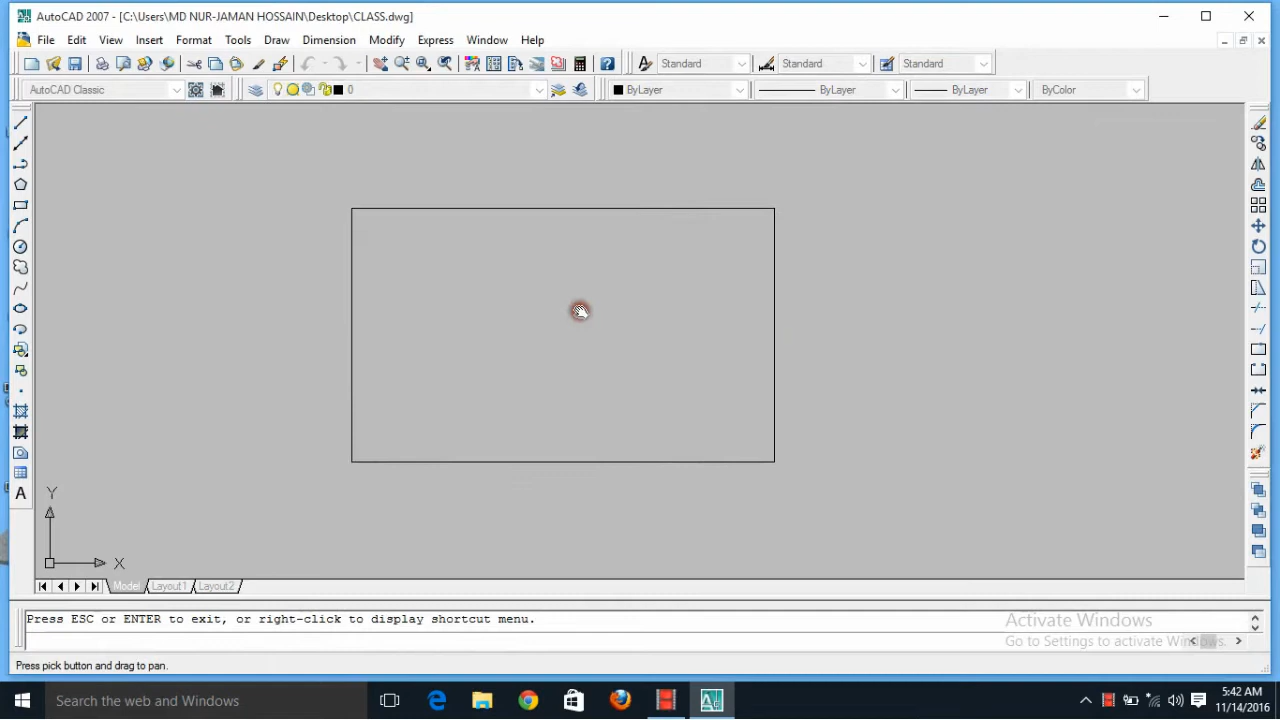 AutoCAD 2007 - [C:\Users\MD NUR-JAMAN HOSSAIN\Desktop\CLASS.dwg]
File Edit View Insert Format Tools Draw Dimension Modify Express Window Help
Standard Standard Standard
AutoCAD Classic 0 ByLayer ByLayer ByLayer ByColor
A
Y
X
Model Layout1 Layout2
Press ESC or ENTER to exit, or right-click to display shortcut menu.
Activate Windows
Go to Settings to activate Windows.
Press pick button and drag to pan.
Search the web and Windows
5:42 AM
11/14/2016